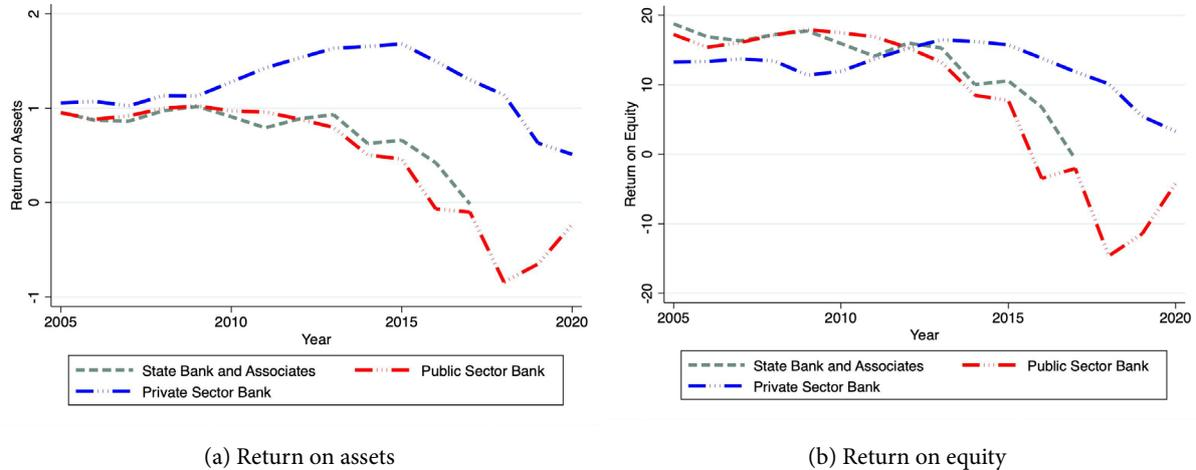 2
1
0
-1
Return on Assets
2005 2010 2015 2020
Year
State Bank and Associates Public Sector Bank
Private Sector Bank
(a) Return on assets
20
10
0
-10
-20
Return on Equity
2005 2010 2015 2020
Year
State Bank and Associates Public Sector Bank
Private Sector Bank
(b) Return on equity